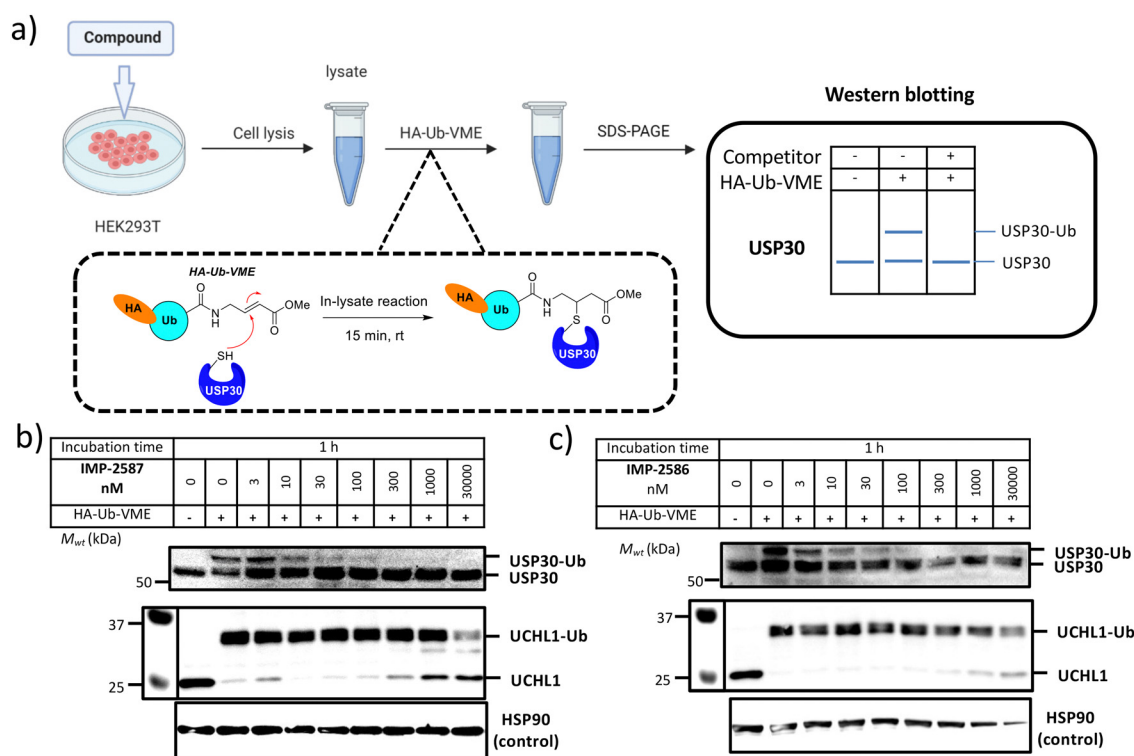 a)
Compound
lysate
Cell lysis
HA-Ub-VME
SDS-PAGE
HEK293T
Western blotting
Competitor - - +
HA-Ub-VME - + +
USP30
USP30-Ub
USP30
HA-Ub-VME
HA
Ub
O
N
H
O
OMe
SH
USP30
In-lysate reaction
15 min, rt
HA
Ub
O
NH
O
OMe
S
USP30
b)
Incubation time 1 h
IMP-2587 nM 0 0 3 10 30 100 300 1000 30000
HA-Ub-VME - + + + + + + + +
Mwt (kDa)
USP30-Ub
USP30
50
37
UCHL1-Ub
UCHL1
25
HSP90
(control)
c)
Incubation time 1 h
IMP-2586 nM 0 0 3 10 30 100 300 1000 30000
HA-Ub-VME - + + + + + + + +
Mwt (kDa)
USP30-Ub
USP30
50
37
UCHL1-Ub
UCHL1
25
HSP90
(control)